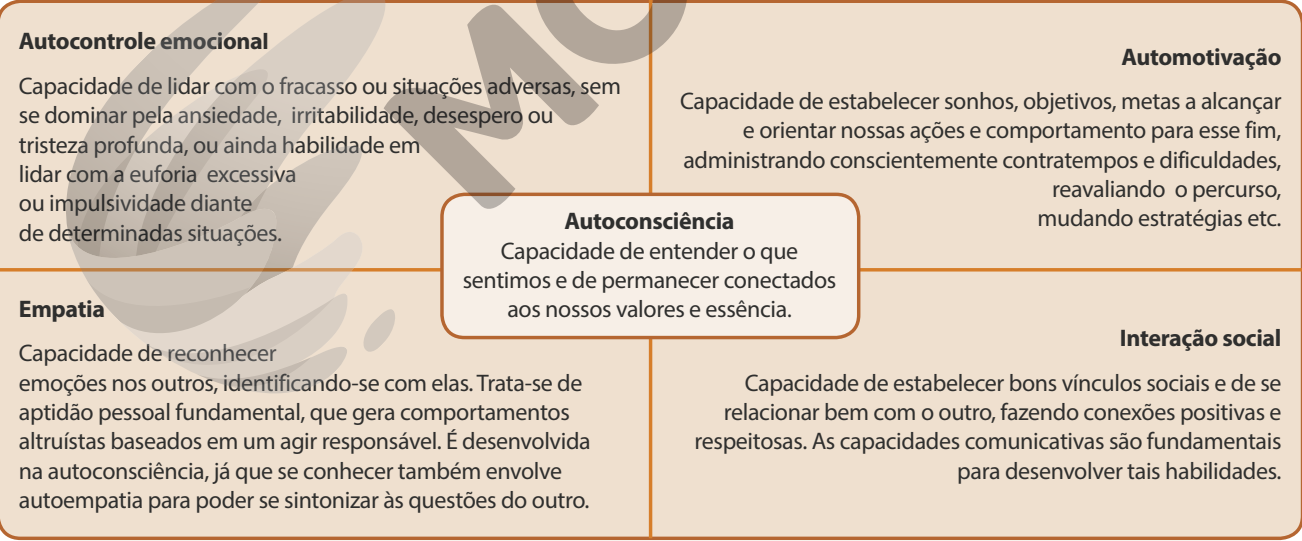 Autocontrole emocional
Capacidade de lidar com o fracasso ou situações adversas, sem
se dominar pela ansiedade, irritabilidade, desespero ou
tristeza profunda, ou ainda habilidade em
lidar com a euforia excessiva
ou impulsividade diante
de determinadas situações.
Automotivação
Capacidade de estabelecer sonhos, objetivos, metas a alcançar
e orientar nossas ações e comportamento para esse fim,
administrando conscientemente contratempos e dificuldades,
reavaliando o percurso,
mudando estratégias etc.
Autoconsciência
Capacidade de entender o que
sentimos e de permanecer conectados
aos nossos valores e essência.
Empatia
Capacidade de reconhecer
emoções nos outros, identificando-se com elas. Trata-se de
aptidão pessoal fundamental, que gera comportamentos
altruístas baseados em um agir responsável. É desenvolvida
na autoconsciência, já que se conhecer também envolve
autoempatia para poder se sintonizar às questões do outro.
Interação social
Capacidade de estabelecer bons vínculos sociais e de se
relacionar bem com o outro, fazendo conexões positivas e
respeitosas. As capacidades comunicativas são fundamentais
para desenvolver tais habilidades.